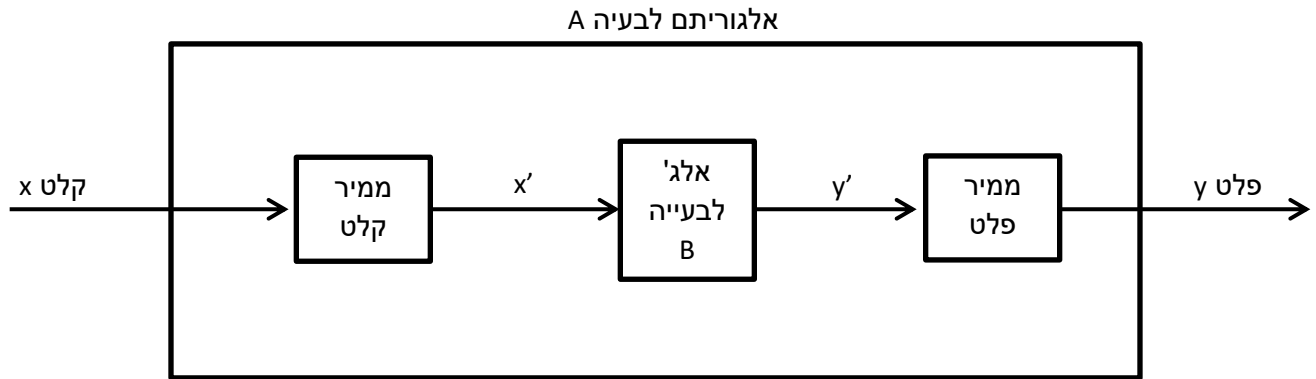 אלגוריתם לבעיה A
קלט x
ממיר
קלט
x’
אלג'
לבעייה
B
y’
ממיר
פלט
פלט y